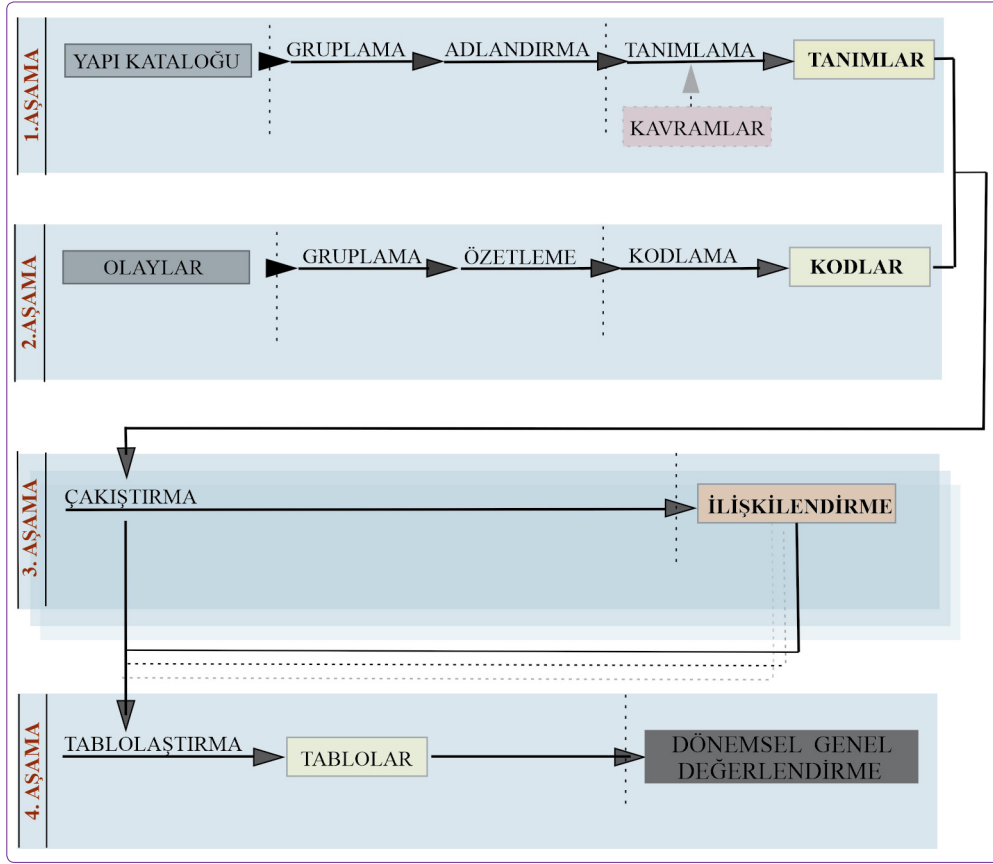 1.AŞAMA
YAPI KATALOĞU
GRUPLAMA
ADLANDIRMA
TANIMLAMA
TANIMLAR
KAVRAMLAR
2.AŞAMA
OLAYLAR
GRUPLAMA
ÖZETLEME
KODLAMA
KODLAR
3. AŞAMA
ÇAKIŞTIRMA
İLİŞKİLENDİRME
4. AŞAMA
TABLOLAŞTIRMA
TABLOLAR
DÖNEMSEL GENEL
DEĞERLENDİRME